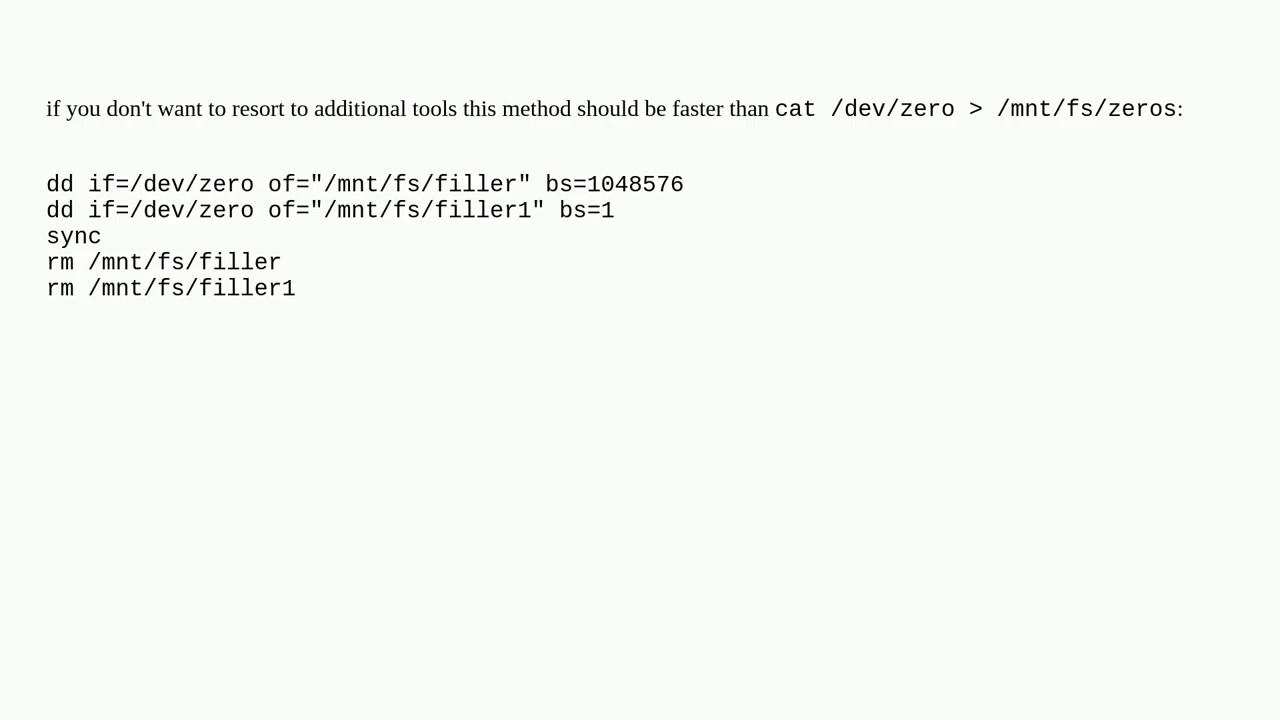 if you don't want to resort to additional tools this method should be faster than cat /dev/zero > /mnt/fs/zeros:
dd if=/dev/zero of="/mnt/fs/filler" bs=1048576
dd if=/dev/zero of="/mnt/fs/filler1" bs=1
sync
rm /mnt/fs/filler
rm /mnt/fs/filler1